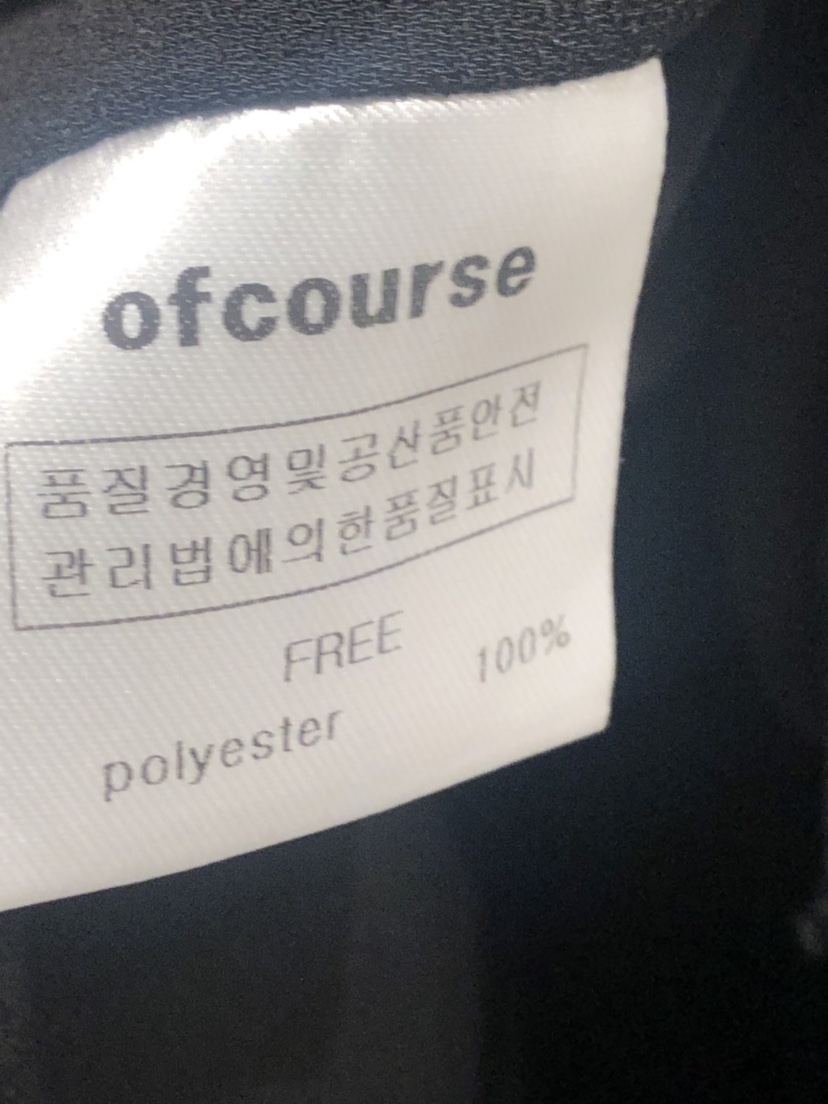 ofcourse
품질경영및공산품안전
관리법에의한품질표시
FREE
polyester 100%